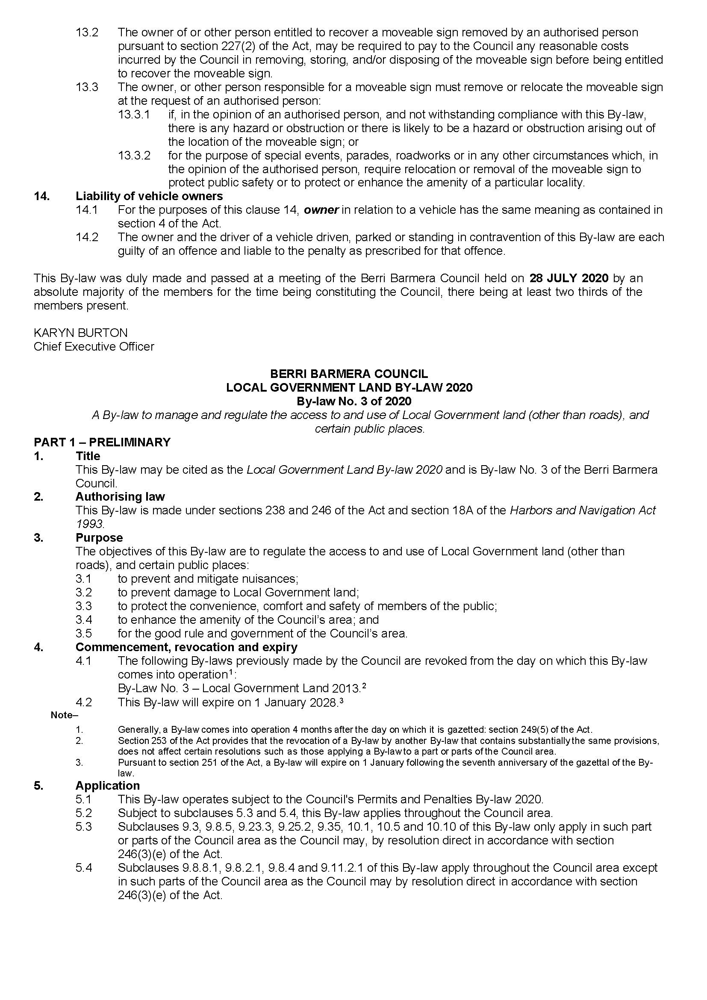 13.2 The owner of or other person entitled to recover a moveable sign removed by an authorised person
pursuant to section 227(2) of the Act, may be required to pay to the Council any reasonable costs
incurred by the Council in removing, storing, and/or disposing of the moveable sign before being entitled
to recover the moveable sign.
13.3 The owner, or other person responsible for a moveable sign must remove or relocate the moveable sign
at the request of an authorised person:
13.3.1 if, in the opinion of an authorised person, and not withstanding compliance with this By-law,
there is any hazard or obstruction or there is likely to be a hazard or obstruction arising out of
the location of the moveable sign; or
13.3.2 for the purpose of special events, parades, roadworks or in any other circumstances which, in
the opinion of the authorised person, require relocation or removal of the moveable sign to
protect public safety or to protect or enhance the amenity of a particular locality.
14. Liability of vehicle owners
14.1 For the purposes of this clause 14, owner in relation to a vehicle has the same meaning as contained in
section 4 of the Act.
14.2 The owner and the driver of a vehicle driven, parked or standing in contravention of this By-law are each
guilty of an offence and liable to the penalty as prescribed for that offence.
This By-law was duly made and passed at a meeting of the Berri Barmera Council held on 28 JULY 2020 by an
absolute majority of the members for the time being constituting the Council, there being at least two thirds of the
members present.
KARYN BURTON
Chief Executive Officer
BERRI BARMERA COUNCIL
LOCAL GOVERNMENT LAND BY-LAW 2020
By-law No. 3 of 2020
A By-law to manage and regulate the access to and use of Local Government land (other than roads), and
certain public places.
PART 1 – PRELIMINARY
1. Title
This By-law may be cited as the Local Government Land By-law 2020 and is By-law No. 3 of the Berri Barmera
Council.
2. Authorising law
This By-law is made under sections 238 and 246 of the Act and section 18A of the Harbors and Navigation Act
1993.
3. Purpose
The objectives of this By-law are to regulate the access to and use of Local Government land (other than
roads), and certain public places:
3.1 to prevent and mitigate nuisances;
3.2 to prevent damage to Local Government land;
3.3 to protect the convenience, comfort and safety of members of the public;
3.4 to enhance the amenity of the Council’s area; and
3.5 for the good rule and government of the Council’s area.
4. Commencement, revocation and expiry
4.1 The following By-laws previously made by the Council are revoked from the day on which this By-law
comes into operation¹:
By-Law No. 3 – Local Government Land 2013.²
4.2 This By-law will expire on 1 January 2028.³
Note–
1. Generally, a By-law comes into operation 4 months after the day on which it is gazetted: section 249(5) of the Act.
2. Section 253 of the Act provides that the revocation of a By-law by another By-law that contains substantially the same provisions,
does not affect certain resolutions such as those applying a By-law to a part or parts of the Council area.
3. Pursuant to section 251 of the Act, a By-law will expire on 1 January following the seventh anniversary of the gazettal of the By-
law.
5. Application
5.1 This By-law operates subject to the Council's Permits and Penalties By-law 2020.
5.2 Subject to subclauses 5.3 and 5.4, this By-law applies throughout the Council area.
5.3 Subclauses 9.3, 9.8.5, 9.23.3, 9.25.2, 9.35, 10.1, 10.5 and 10.10 of this By-law only apply in such part
or parts of the Council area as the Council may, by resolution direct in accordance with section
246(3)(e) of the Act.
5.4 Subclauses 9.8.8.1, 9.8.2.1, 9.8.4 and 9.11.2.1 of this By-law apply throughout the Council area except
in such parts of the Council area as the Council may by resolution direct in accordance with section
246(3)(e) of the Act.